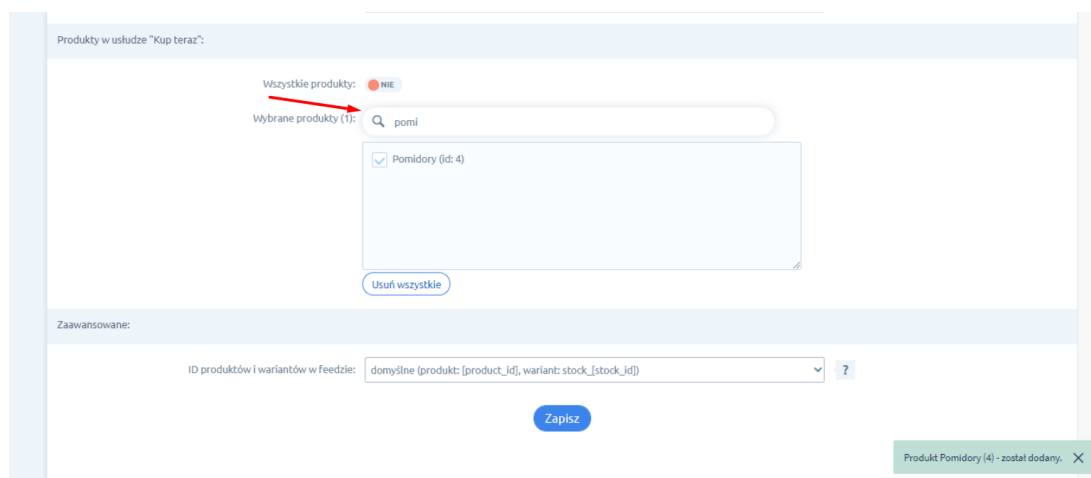 Produkty w usłudze "Kup teraz":
Wszystkie produkty: NIE
Wybrane produkty (1): pomi
Pomidory (id: 4)
Usuń wszystkie
Zaawansowane:
ID produktów i wariantów w feedzie: domyślne (produkt: [product_id], wariant: stock_[stock_id]) ?
Zapisz
Produkt Pomidory (4) - został dodany.